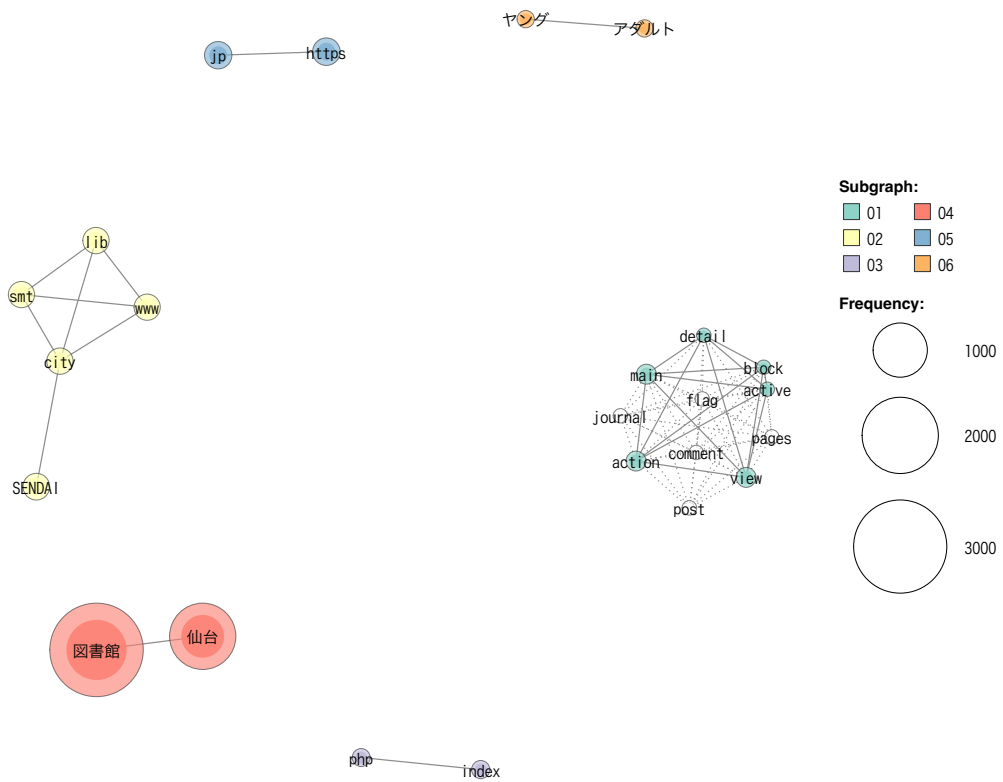 ヤング
アダルト
jp
https
Subgraph:
01
04
02
05
03
06
lib
smt
www
city
SENDAI
Frequency:
1000
2000
3000
detail
main
block
active
flag
journal
pages
comment
action
view
post
図書館
仙台
php
index